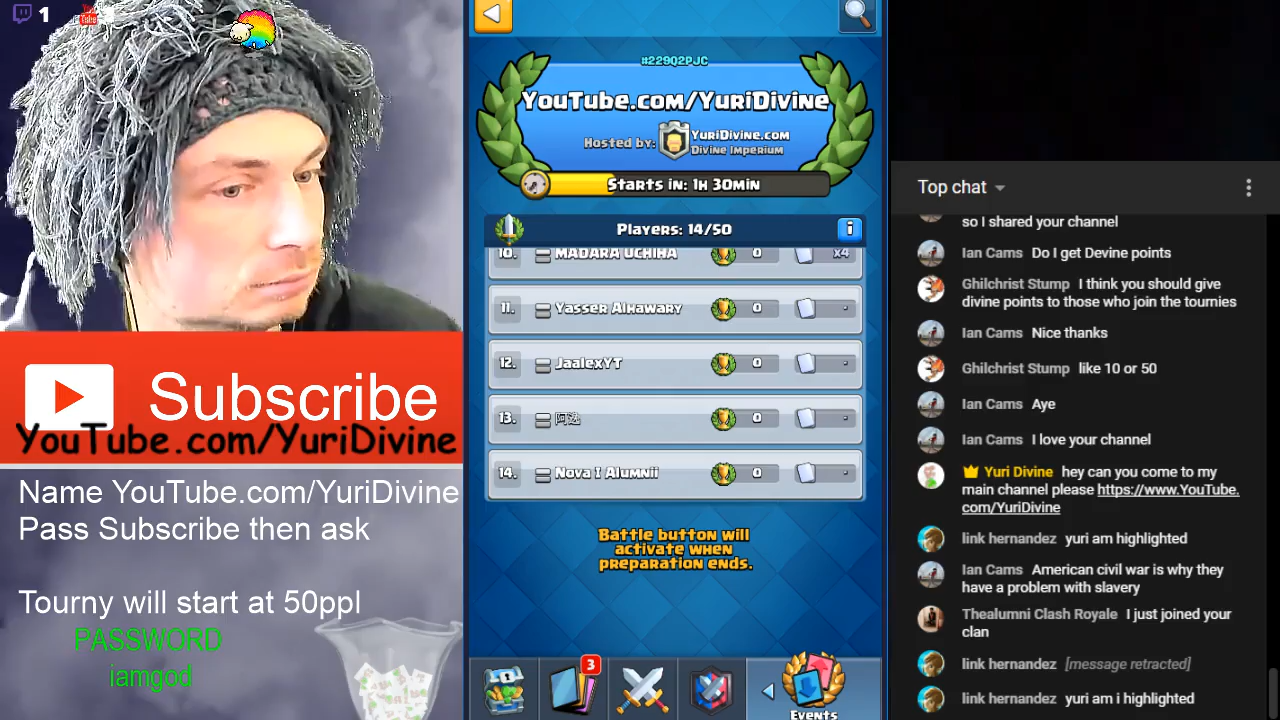 1
YouTube
Subscribe
YouTube.com/YuriDivine
Name YouTube.com/YuriDivine
Pass Subscribe then ask
Tourny will start at 50ppl
PASSWORD
iamgod
#229Q2PJC
YouTube.com/YuriDivine
Hosted by: YuriDivine.com
Divine Imperium
Starts in: 1h 30min
Players: 14/50
i
10. MADARA UCHIHA 0 x4
11. Yasser Alhawary 0 -
12. JaalexYT 0 -
13. 阿逸 0 -
14. Nova I Alumnii 0 -
Battle button will
activate when
preparation ends.
1
3
Events
Top chat
so I shared your channel
Ian Cams Do I get Devine points
Ghilchrist Stump I think you should give
divine points to those who join the tournies
Ian Cams Nice thanks
Ghilchrist Stump like 10 or 50
Ian Cams Aye
Ian Cams I love your channel
Yuri Divine hey can you come to my
main channel please https://www.YouTube.
com/YuriDivine
link hernandez yuri am highlighted
Ian Cams American civil war is why they
have a problem with slavery
Thealumni Clash Royale I just joined your
clan
link hernandez [message retracted]
link hernandez yuri am i highlighted